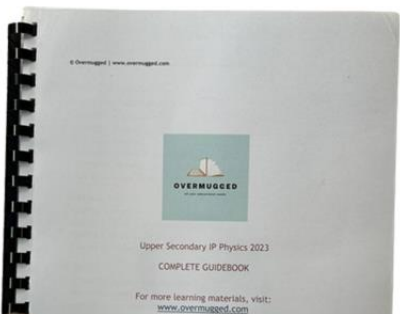 © Overmugged | www.overmugged.com
OVERMUGGED
Upper Secondary IP Physics 2023
COMPLETE GUIDEBOOK
For more learning materials, visit:
www.overmugged.com